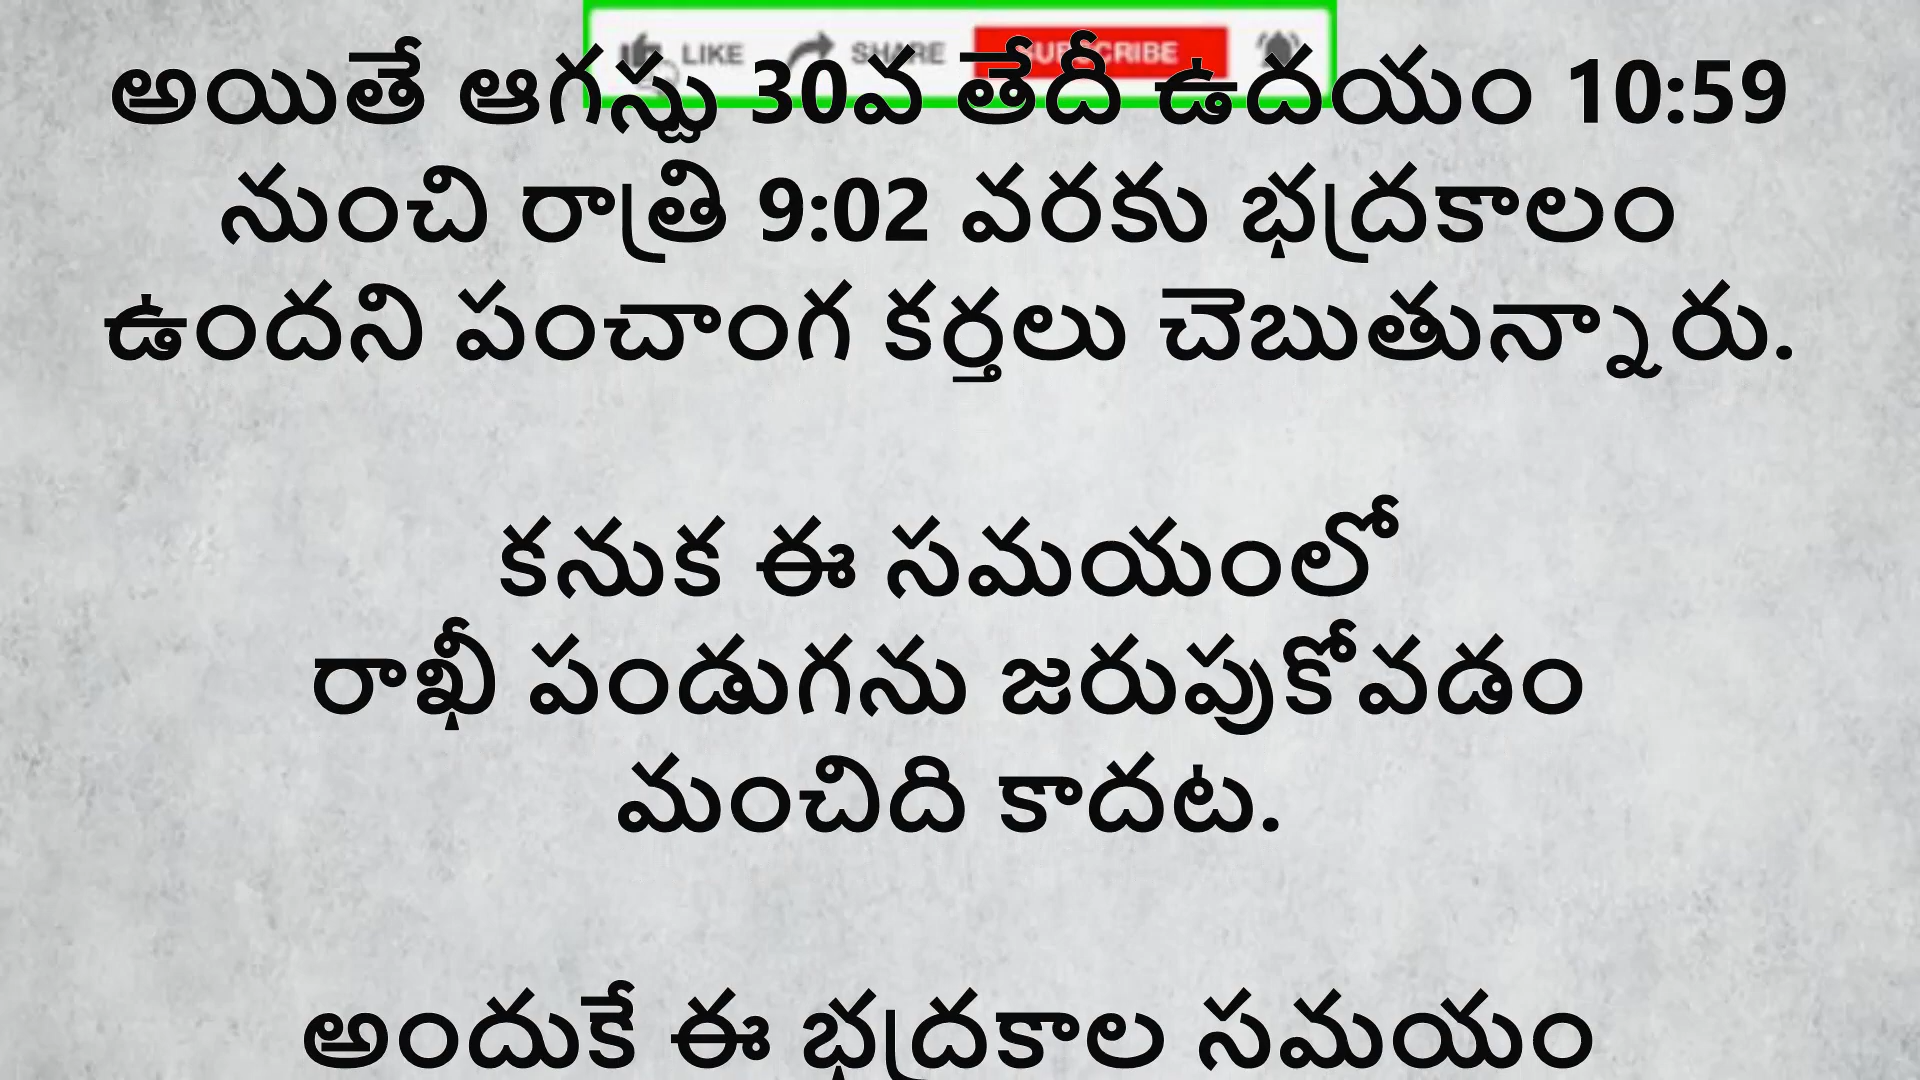 LIKE SHARE SUBSCRIBE
అయితే ఆగస్టు 30వ తేదీ ఉదయం 10:59
నుంచి రాత్రి 9:02 వరకు భద్రకాలం
ఉందని పంచాంగ కర్తలు చెబుతున్నారు.
కనుక ఈ సమయంలో
రాఖీ పండుగను జరుపుకోవడం
మంచిది కాదట.
అందుకే ఈ భద్రకాల సమయం